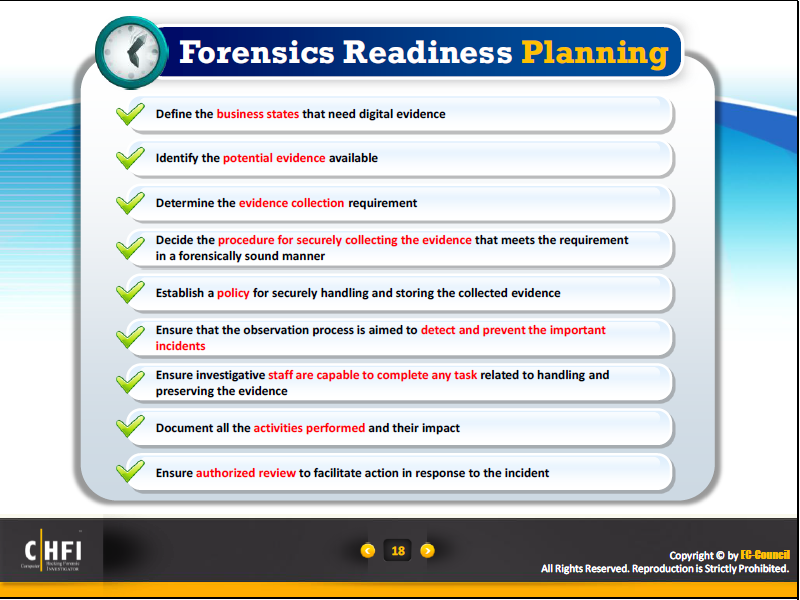 Forensics Readiness Planning
Define the business states that need digital evidence
Identify the potential evidence available
Determine the evidence collection requirement
Decide the procedure for securely collecting the evidence that meets the requirement
in a forensically sound manner
Establish a policy for securely handling and storing the collected evidence
Ensure that the observation process is aimed to detect and prevent the important
incidents
Ensure investigative staff are capable to complete any task related to handling and
preserving the evidence
Document all the activities performed and their impact
Ensure authorized review to facilitate action in response to the incident
CHFI
Computer Hacking Forensic
INVESTIGATOR
18
Copyright © by EC-Council
All Rights Reserved. Reproduction is Strictly Prohibited.